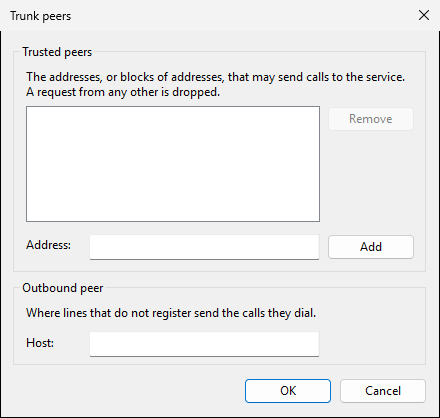 Trunk peers
Trusted peers
The addresses, or blocks of addresses, that may send calls to the service.
A request from any other is dropped.
Remove
Address:
Add
Outbound peer
Where lines that do not register send the calls they dial.
Host:
OK
Cancel